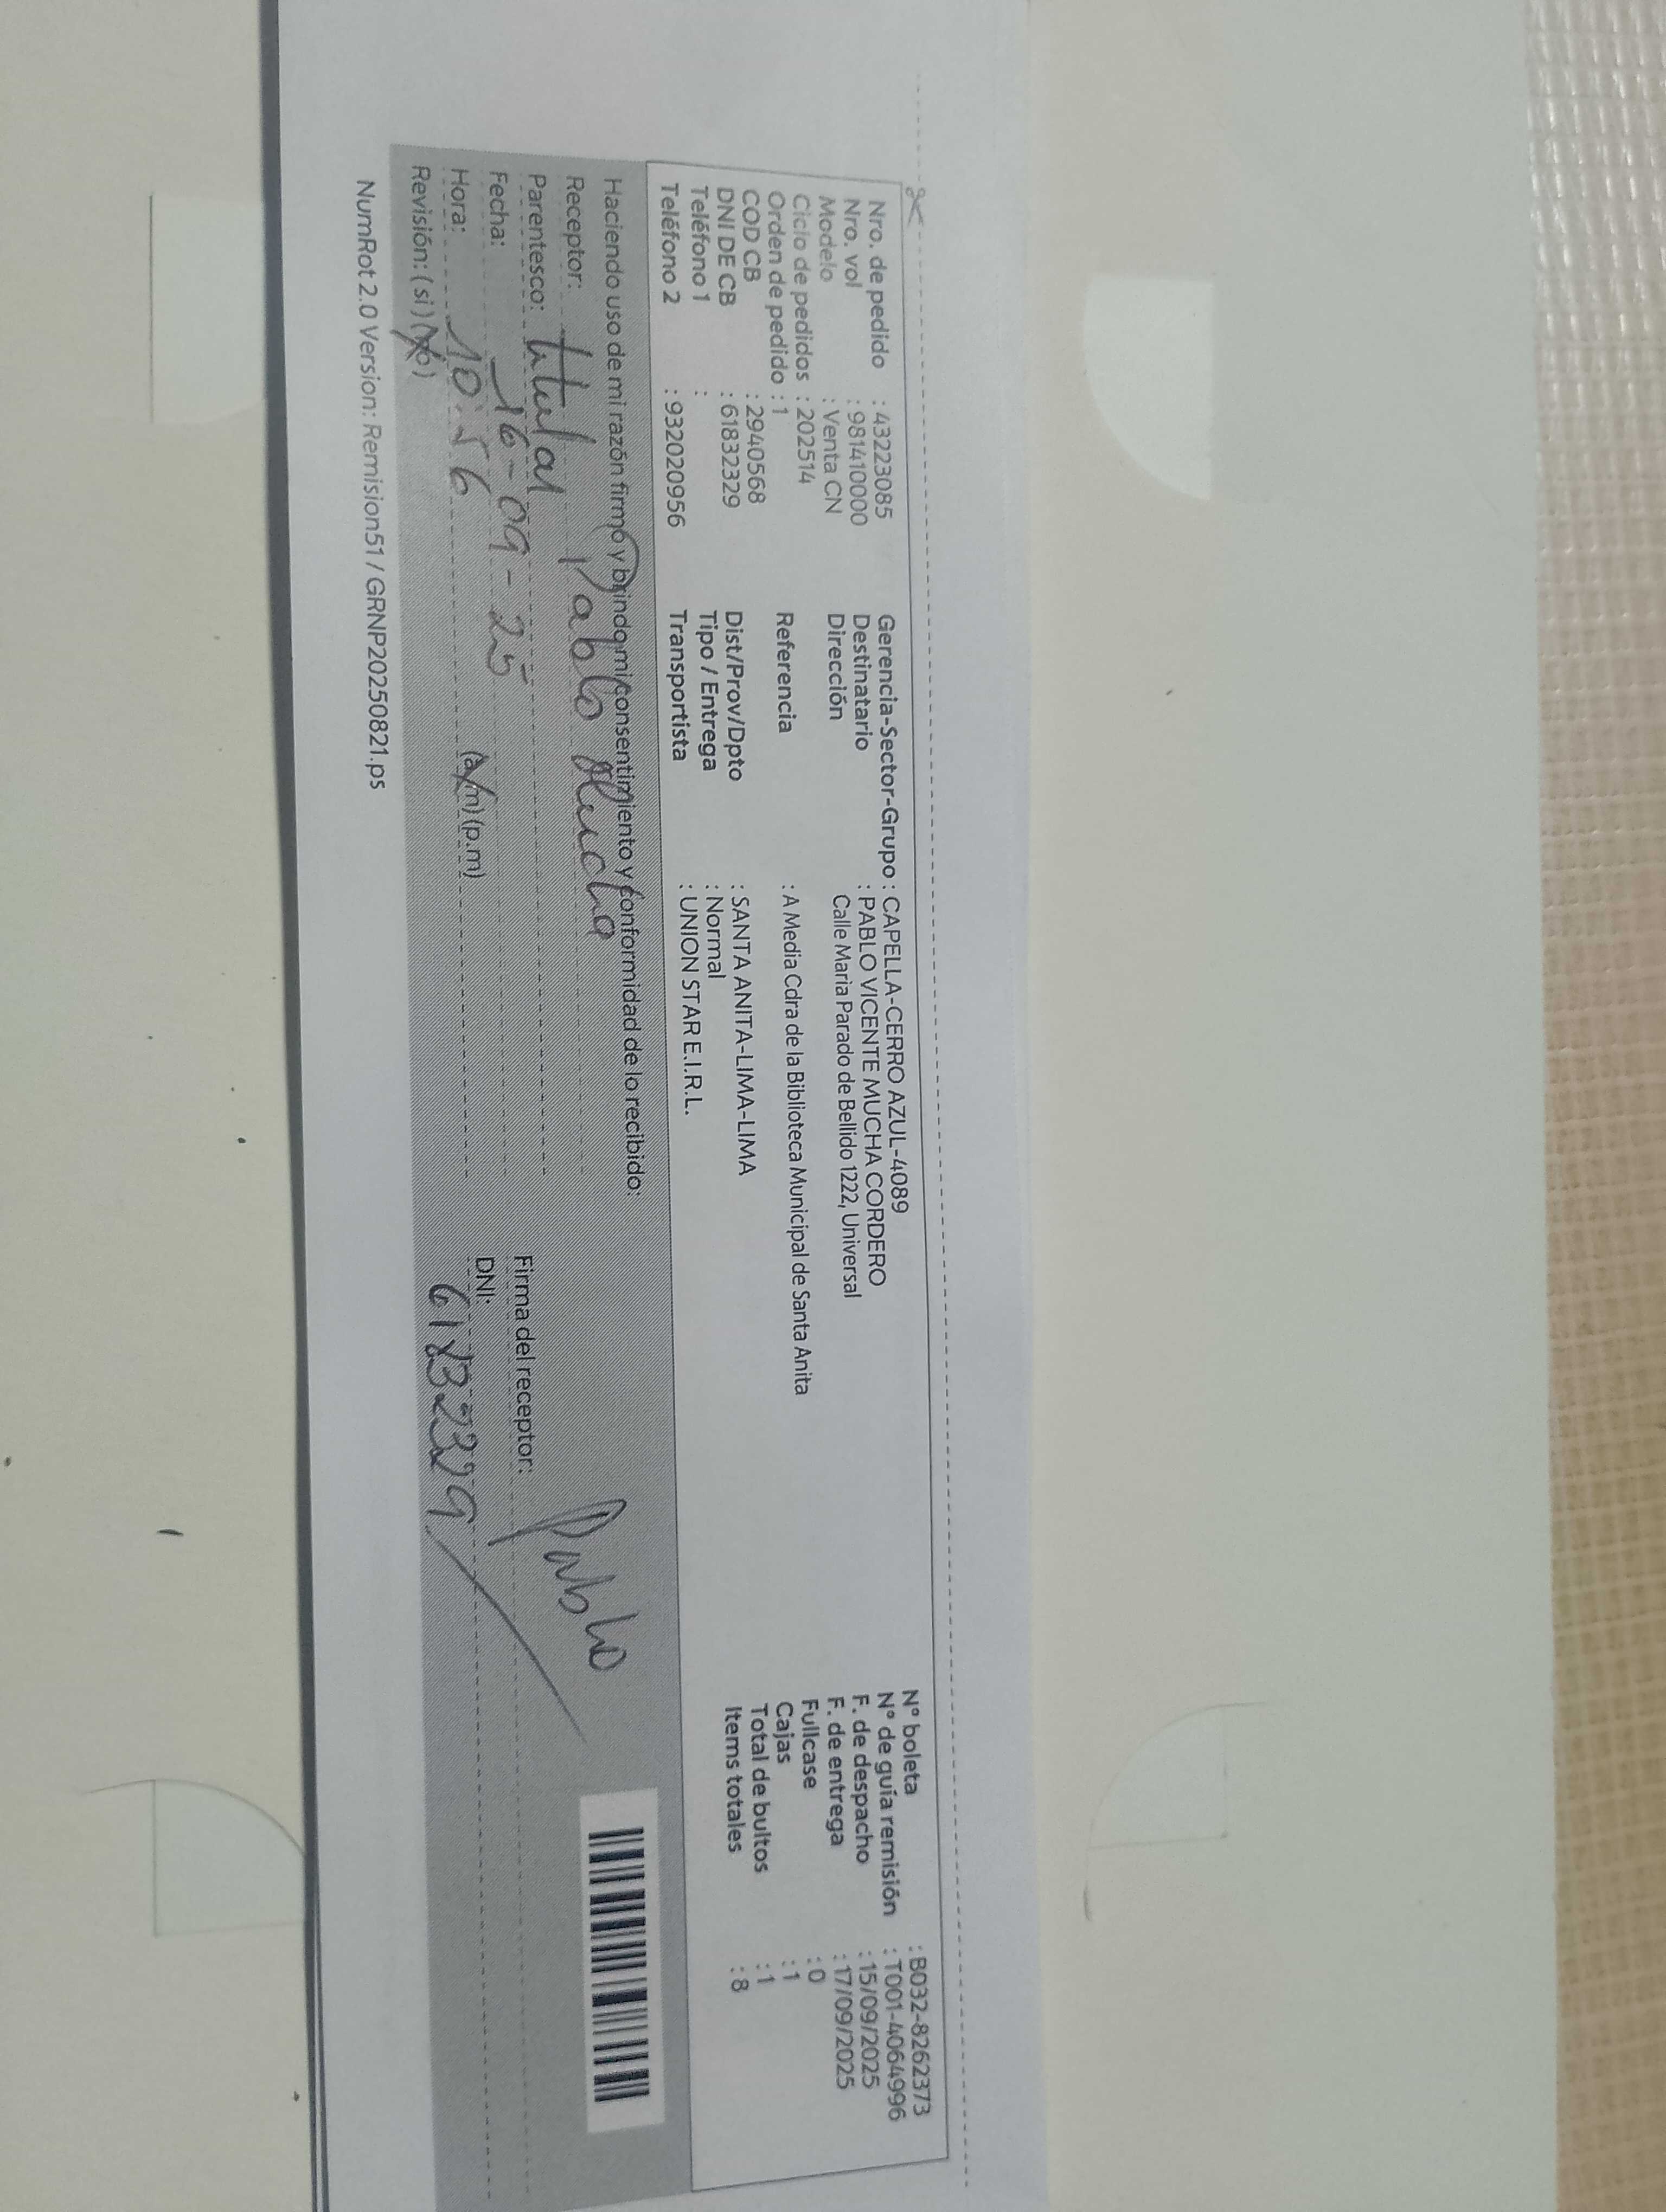 Nro. de pedido : 43223085
Nro. vol : 981410000
Modelo : Venta CN
Ciclo de pedidos : 202514
Orden de pedido : 1
COD CB : 2940568
DNI DE CB : 61832329
Teléfono 1 :
Teléfono 2 : 932020956
Gerencia-Sector-Grupo : CAPELLA-CERRO AZUL-4089
Destinatario : PABLO VICENTE MUCHA CORDERO
Dirección Calle Maria Parado de Bellido 1222, Universal
Referencia : A Media Cdra de la Biblioteca Municipal de Santa Anita
Dist/Prov/Dpto : SANTA ANITA-LIMA-LIMA
Tipo / Entrega : Normal
Transportista : UNION STAR E.I.R.L.
N° boleta : B032-8262373
N° de guía remisión : T001-4064996
F. de despacho : 15/09/2025
F. de entrega : 17/09/2025
Fullcase : 0
Cajas : 1
Total de bultos : 1
Items totales : 8
Haciendo uso de mi razón firmo y brindo mi consentimiento y conformidad de lo recibido:
Receptor: Pablo Mucha
Parentesco: titular
Fecha: 16-09-25
Hora: 10:56 (a.m) (p.m)
Revisión: (si) (no)
Firma del receptor: Pablo
DNI: 61832329
NumRot 2.0 Version: Remision51 / GRNP20250821.ps